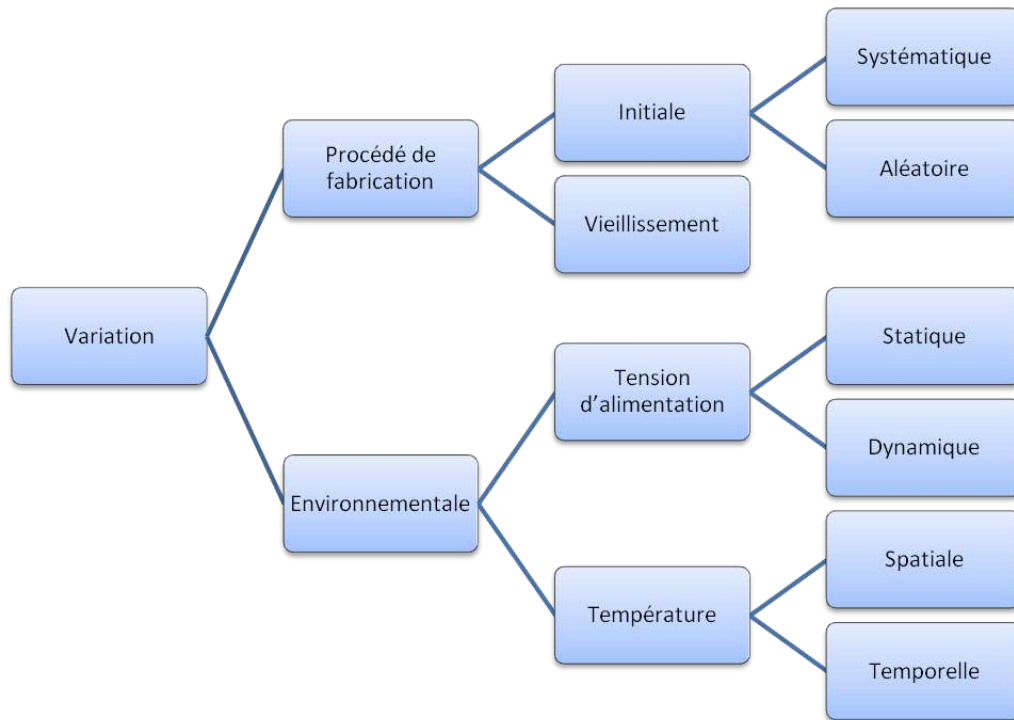 Variation
Procédé de
fabrication
Environnementale
Initiale
Vieillissement
Tension
d’alimentation
Température
Systématique
Aléatoire
Statique
Dynamique
Spatiale
Temporelle